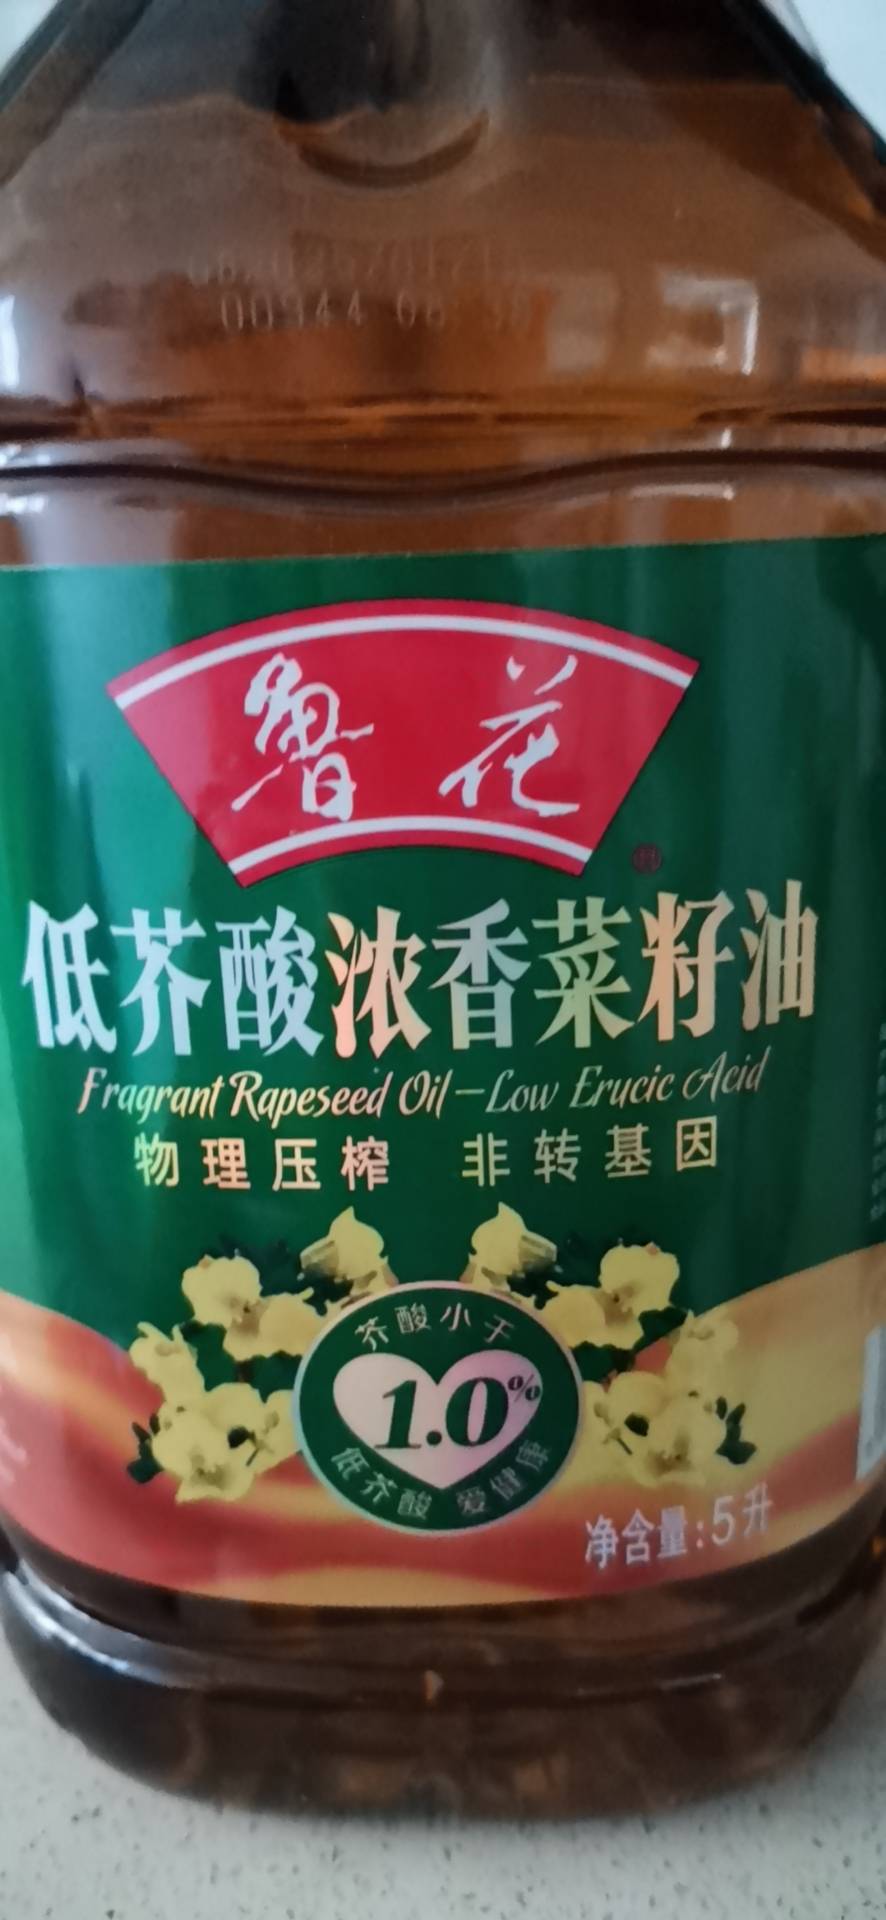 鲁花
低芥酸浓香菜籽油
Fragrant Rapeseed Oil-Low Erucic Acid
物理压榨 非转基因
芥酸小于
1.0%
低芥酸 爱健康
净含量:5升